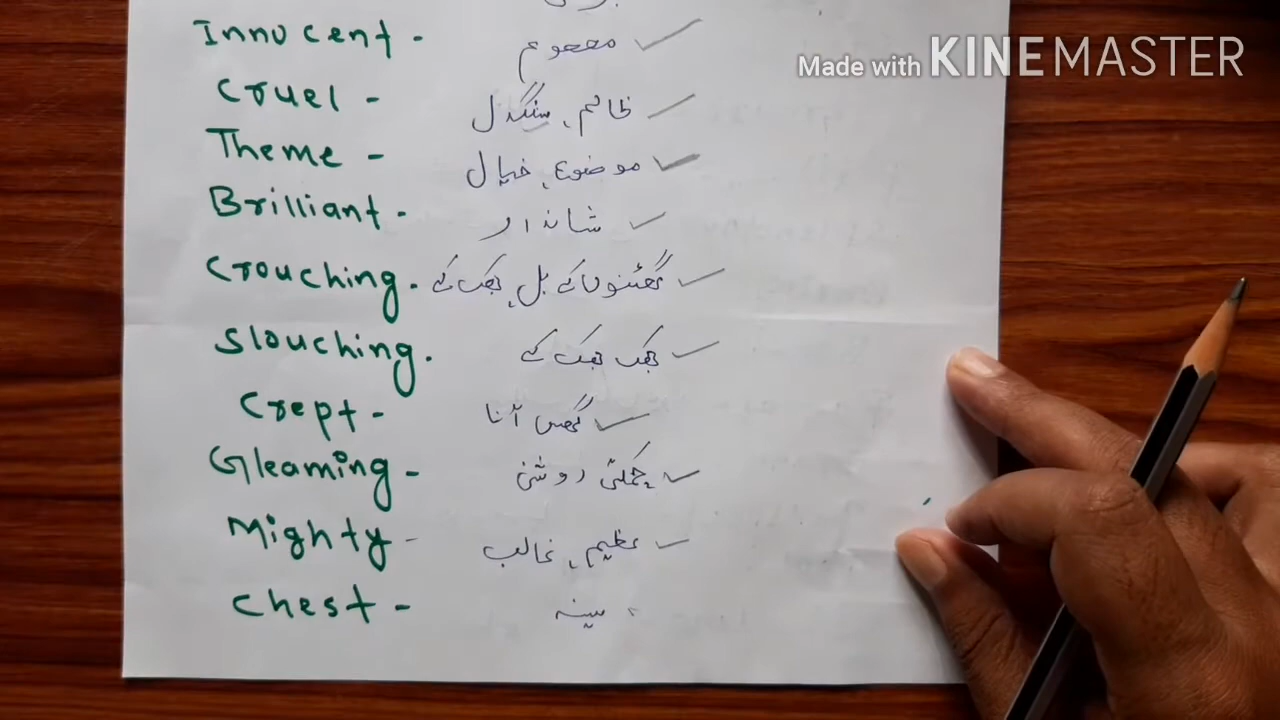 Made with KINEMASTER
Innocent - معصوم
Cruel - ظالم، سنگدل
Theme - موضوع، خیال
Brilliant - شاندار
Crouching. گھٹنوں کے بل، جھک کے
Slouching. جھک جھک کے
Crept - گھس آنا
Gleaming - چمکتی روشنی
Mighty - عظیم، غالب
Chest - سینہ